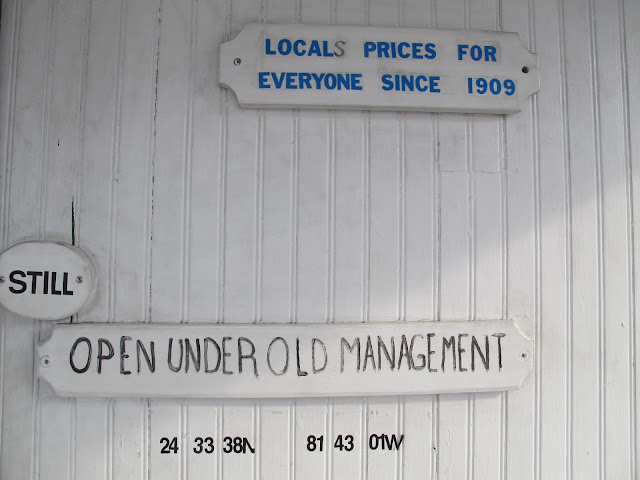 LOCALS PRICES FOR
EVERYONE SINCE 1909
STILL
OPEN UNDER OLD MANAGEMENT
24 33 38N 81 43 01W